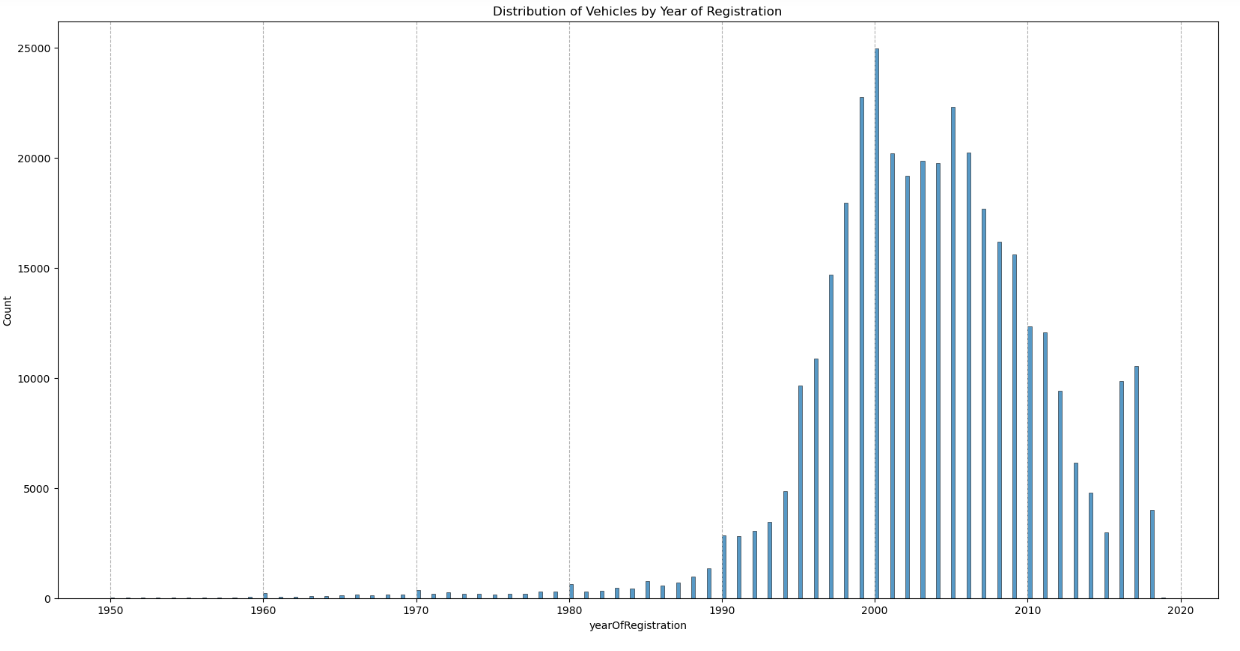 Distribution of Vehicles by Year of Registration
25000
20000
15000
10000
5000
0
Count
1950 1960 1970 1980 1990 2000 2010 2020
yearOfRegistration